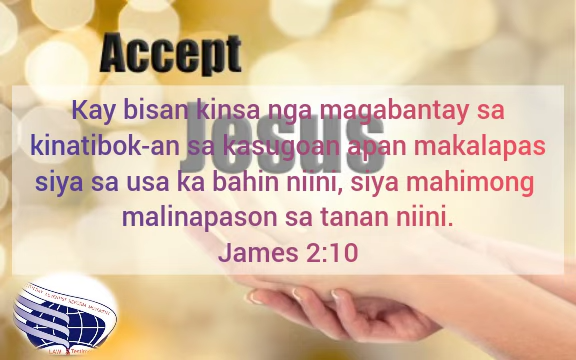 Accept
Jesus
Kay bisan kinsa nga magabantay sa
kinatibok-an sa kasugoan apan makalapas
siya sa usa ka bahin niini, siya mahimong
malinapason sa tanan niini.
James 2:10
LAW